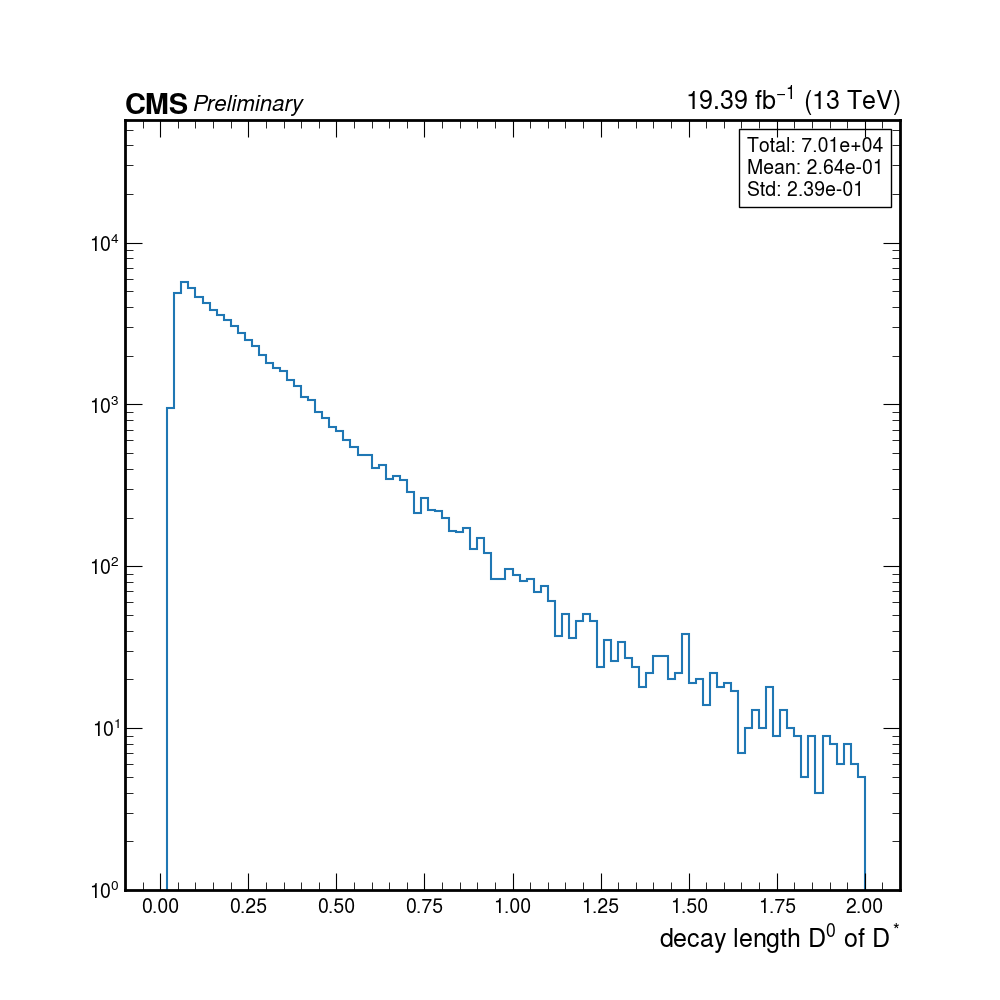 CMS Preliminary 19.39 fb⁻¹ (13 TeV)
Total: 7.01e+04
Mean: 2.64e-01
Std: 2.39e-01
10⁴
10³
10²
10¹
10⁰
0.00 0.25 0.50 0.75 1.00 1.25 1.50 1.75 2.00
decay length D⁰ of D*